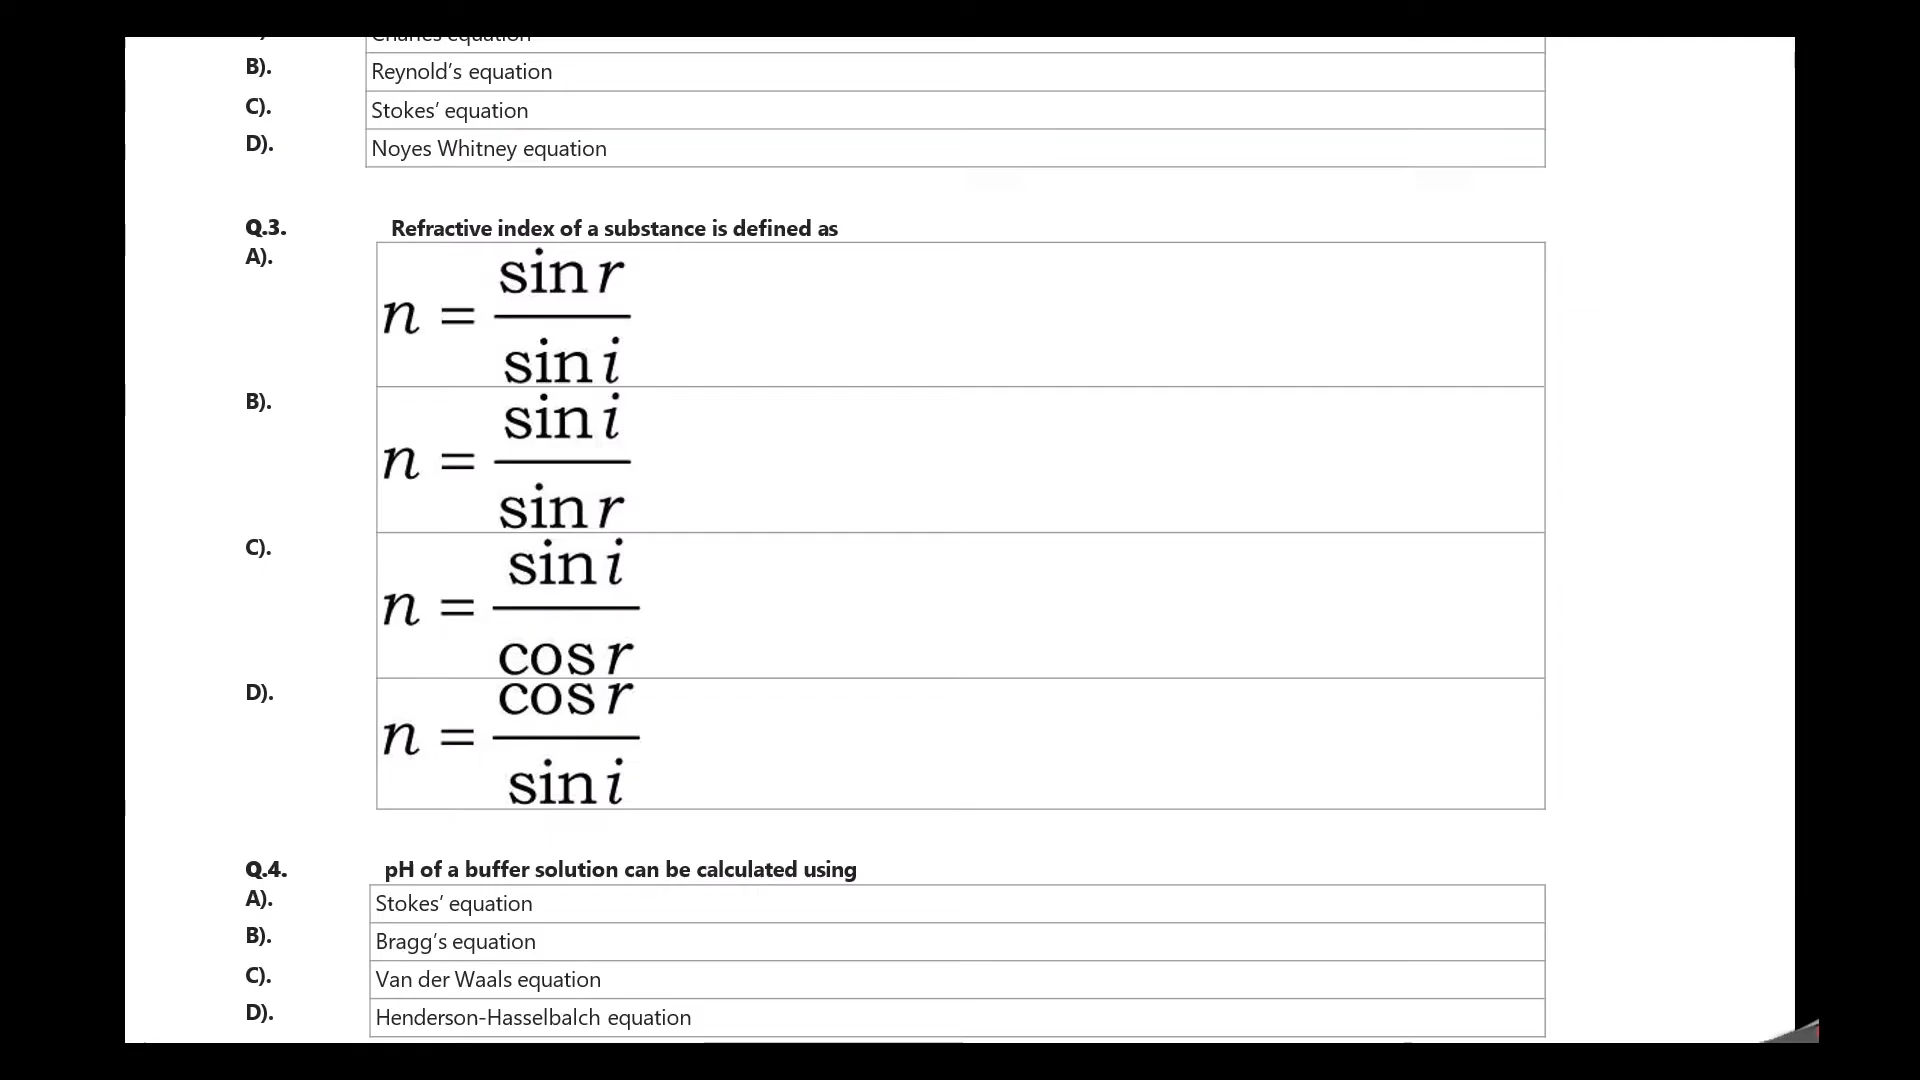 B). Reynold’s equation
C). Stokes’ equation
D). Noyes Whitney equation
Q.3. Refractive index of a substance is defined as
A). n = sin r / sin i
B). n = sin i / sin r
C). n = sin i / cos r
D). n = cos r / sin i
Q.4. pH of a buffer solution can be calculated using
A). Stokes’ equation
B). Bragg’s equation
C). Van der Waals equation
D). Henderson-Hasselbalch equation